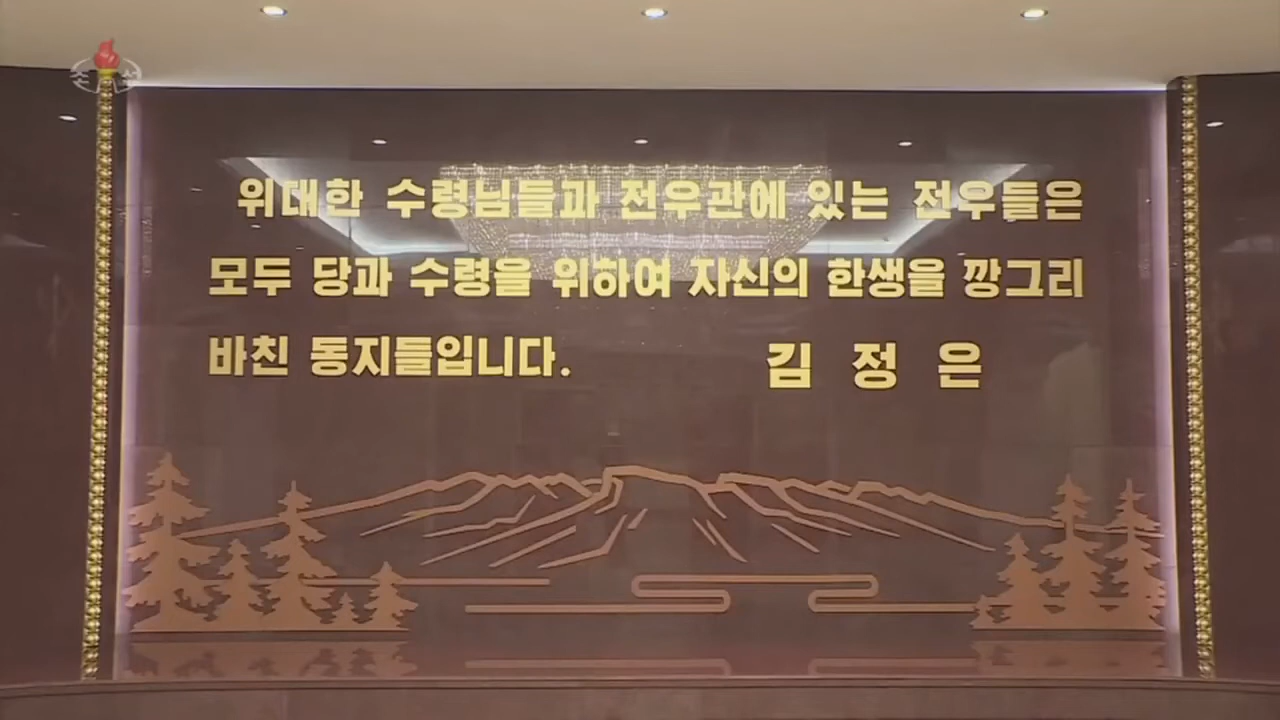 조선
위대한 수령님들과 전우관에 있는 전우들은
모두 당과 수령을 위하여 자신의 한생을 깡그리
바친 동지들입니다.
김정은